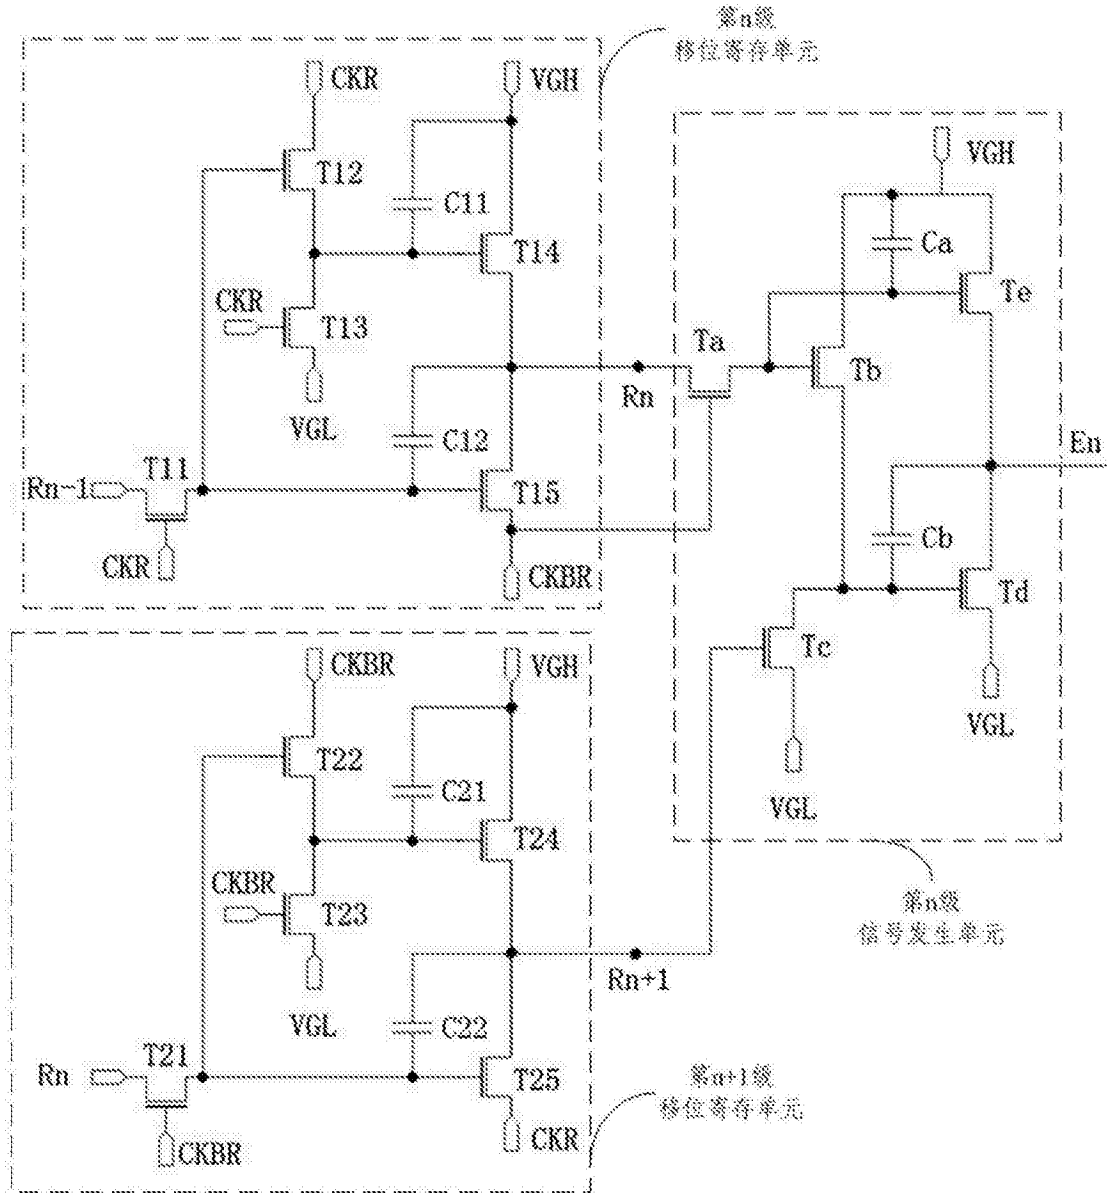 第n级
移位寄存单元
CKR
VGH
T12
C11
T14
CKR
T13
VGL
C12
Rn-1
T11
T15
CKR
CKBR
Rn
VGH
Ca
Te
Ta
Tb
En
Cb
Td
Tc
VGL
VGL
第n级
信号发生单元
CKBR
VGH
T22
C21
T24
CKBR
T23
VGL
Rn+1
C22
Rn
T21
T25
CKBR
CKR
第n+1级
移位寄存单元